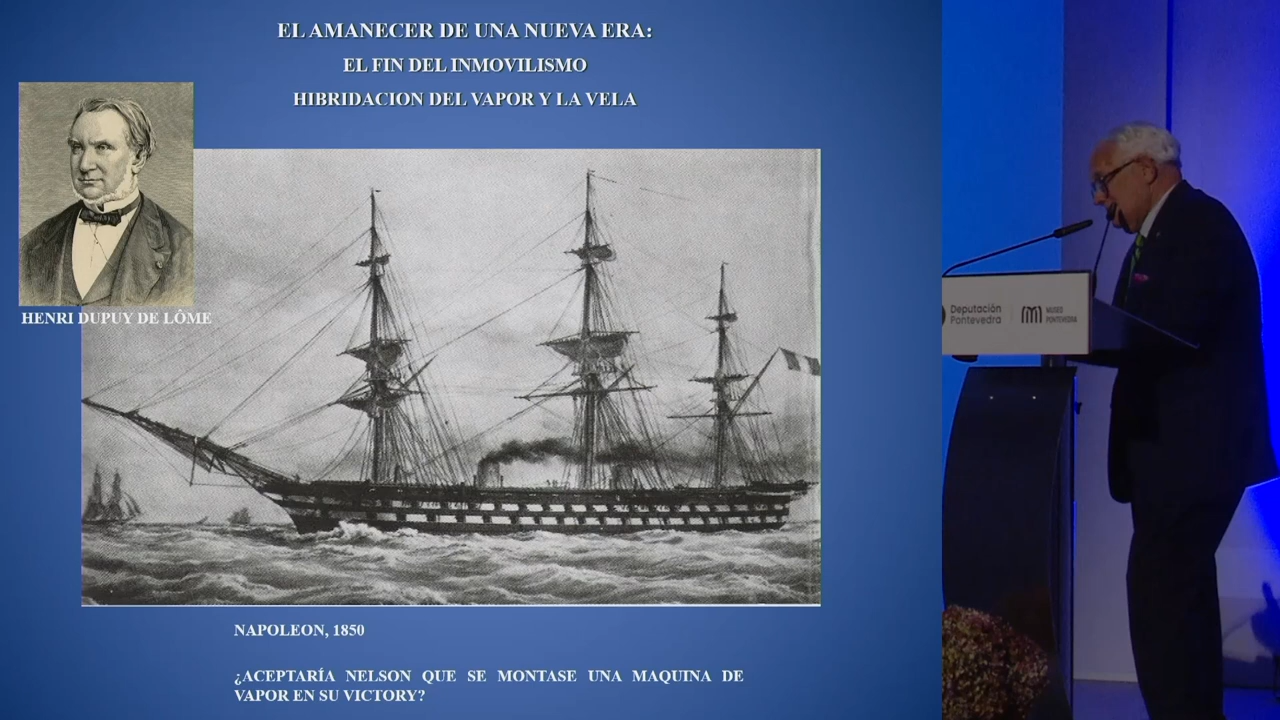 EL AMANECER DE UNA NUEVA ERA:
EL FIN DEL INMOVILISMO
HIBRIDACION DEL VAPOR Y LA VELA
HENRI DUPUY DE LÔME
NAPOLEON, 1850
¿ACEPTARÍA NELSON QUE SE MONTASE UNA MAQUINA DE
VAPOR EN SU VICTORY?
Deputación
Pontevedra
MUSEO
PONTEVEDRA